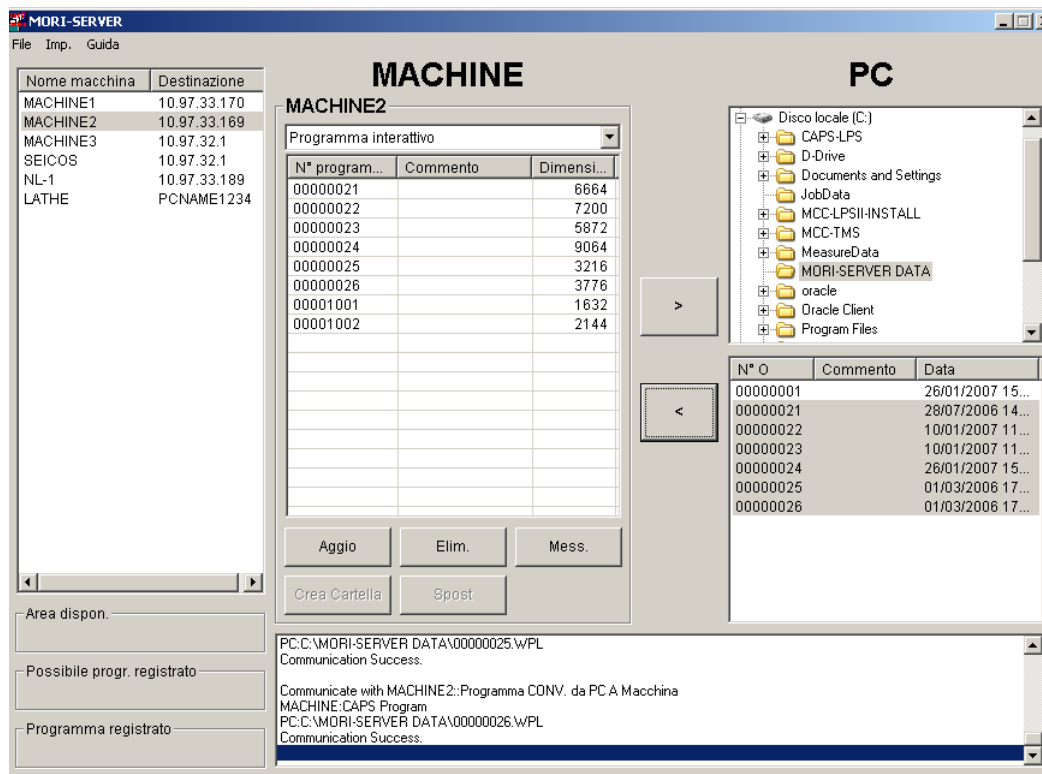 MORI-SERVER
File Imp. Guida
MACHINE
PC
Nome macchina Destinazione
MACHINE1 10.97.33.170
MACHINE2 10.97.33.169
MACHINE3 10.97.32.1
SEICOS 10.97.32.1
NL-1 10.97.33.189
LATHE PCNAME1234
MACHINE2
Programma interattivo
N° program... Commento Dimensi...
00000021 6664
00000022 7200
00000023 5872
00000024 9064
00000025 3216
00000026 3776
00001001 1632
00001002 2144
Aggio Elim. Mess.
Crea Cartella Spost
>
<
Disco locale (C:)
CAPS-LPS
D-Drive
Documents and Settings
JobData
MCC-LPSII-INSTALL
MCC-TMS
MeasureData
MORI-SERVER DATA
oracle
Oracle Client
Program Files
N° O Commento Data
00000001 26/01/2007 15...
00000021 28/07/2006 14...
00000022 10/01/2007 11...
00000023 10/01/2007 11...
00000024 26/01/2007 15...
00000025 01/03/2006 17...
00000026 01/03/2006 17...
Area dispon.
Possibile progr. registrato
Programma registrato
PC:C:\MORI-SERVER DATA\00000025.WPL
Communication Success.
Communicate with MACHINE2::Programma CONV. da PC A Macchina
MACHINE:CAPS Program
PC:C:\MORI-SERVER DATA\00000026.WPL
Communication Success.